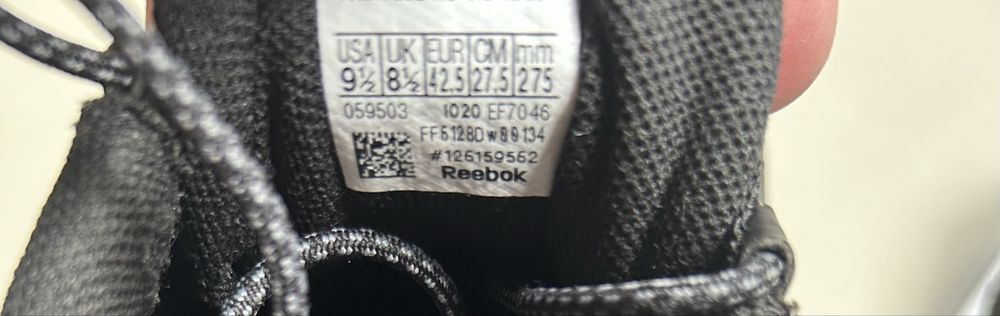 USA UK EUR CM mm
9½ 8½ 42.5 27.5 275
059503 1020 EF7046
FF6128Dw00134
#126159562
Reebok